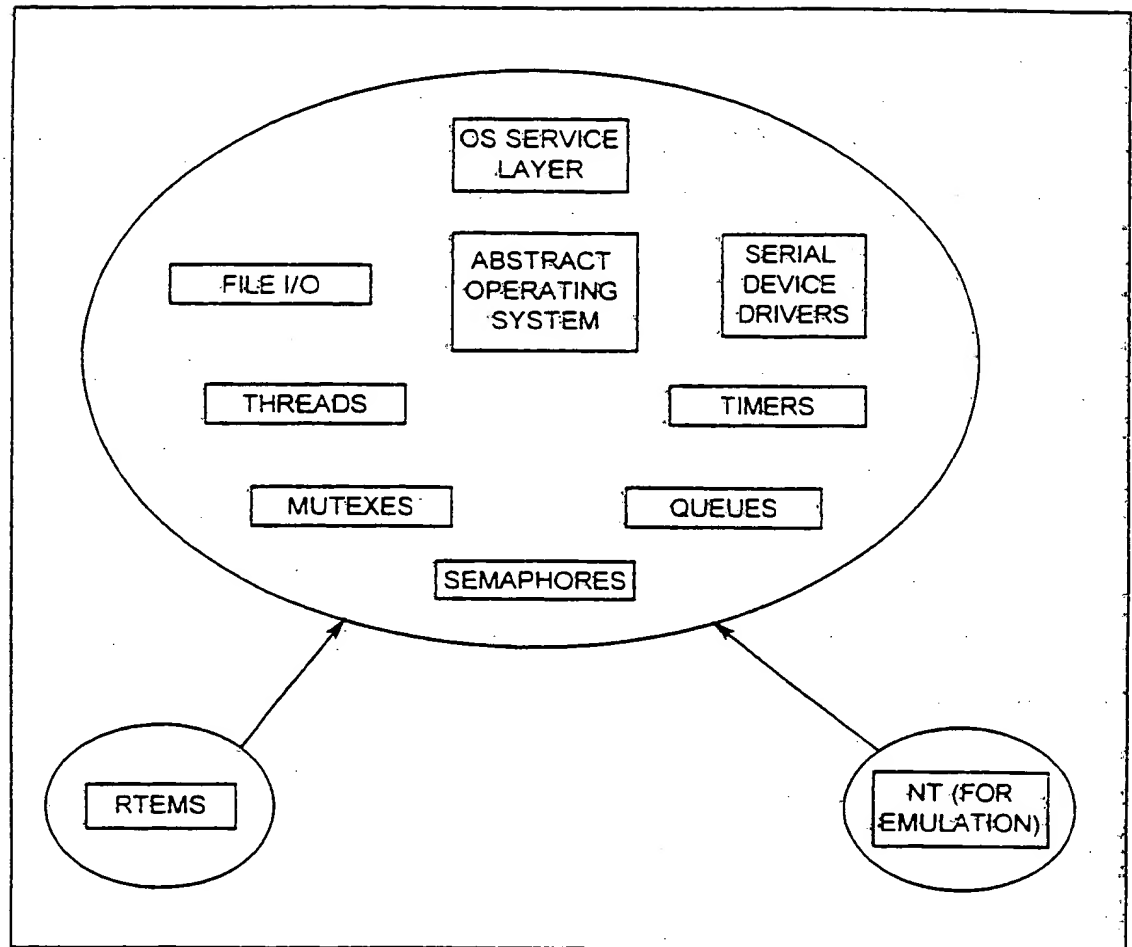 OS SERVICE
LAYER
ABSTRACT
OPERATING
SYSTEM
SERIAL
DEVICE
DRIVERS
FILE I/O
THREADS
TIMERS
MUTEXES
QUEUES
SEMAPHORES
RTEMS
NT (FOR
EMULATION)